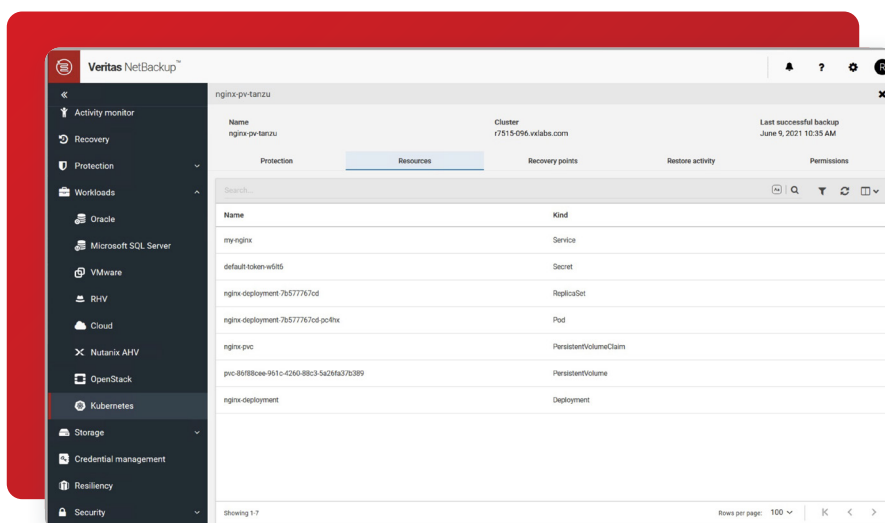 Veritas NetBackup™
?
R
«
nginx-pv-tanzu
Activity monitor
Recovery
Protection
Workloads
Oracle
Microsoft SQL Server
VMware
RHV
Cloud
Nutanix AHV
OpenStack
Kubernetes
Storage
Credential management
Resiliency
Security
Name
nginx-pv-tanzu
Cluster
r7515-096.vxlabs.com
Last successful backup
June 9, 2021 10:35 AM
Protection Resources Recovery points Restore activity Permissions
Search...
Aa
Name Kind
my-nginx Service
default-token-w6lt6 Secret
nginx-deployment-7b577767cd ReplicaSet
nginx-deployment-7b577767cd-pc4hx Pod
nginx-pvc PersistentVolumeClaim
pvc-86f88cee-961c-4260-88c3-5a26fa37b389 PersistentVolume
nginx-deployment Deployment
Showing 1-7
Rows per page: 100